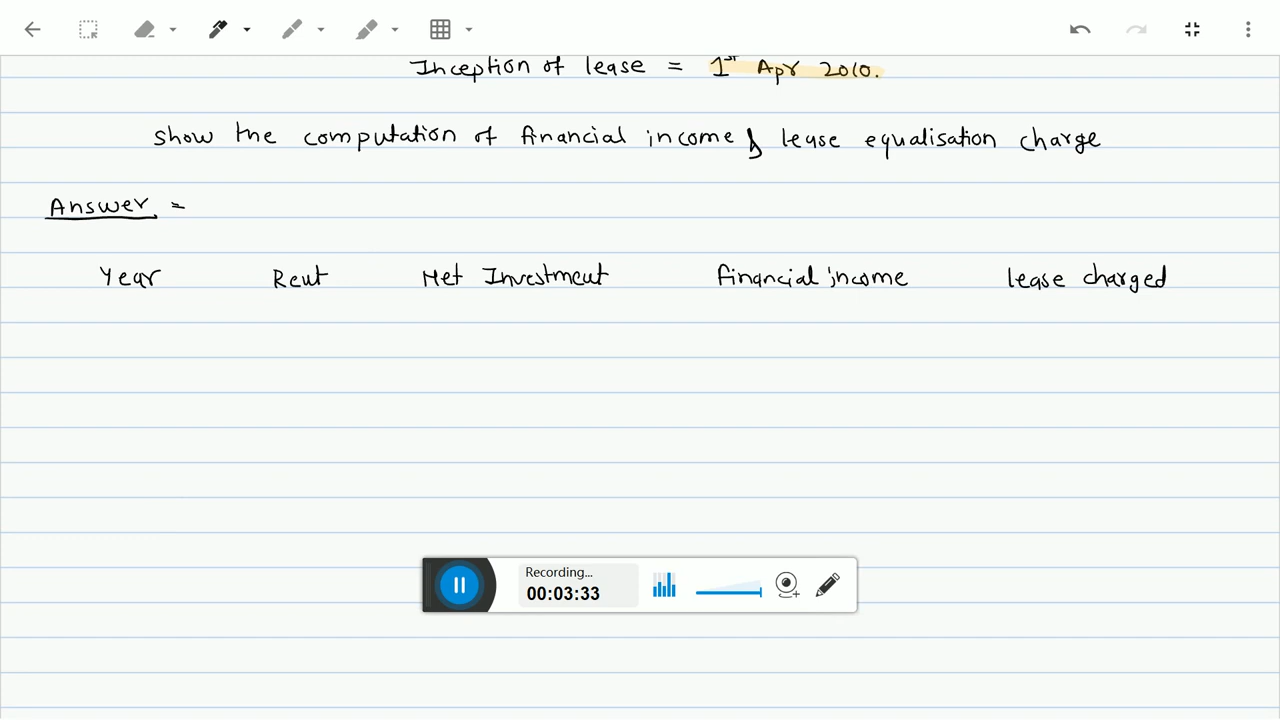 Inception of lease = 1st Apr 2010.
show the computation of financial income & lease equalisation charge
Answer =
Year Rent Net Investment financial income lease charged
Recording...
00:03:33